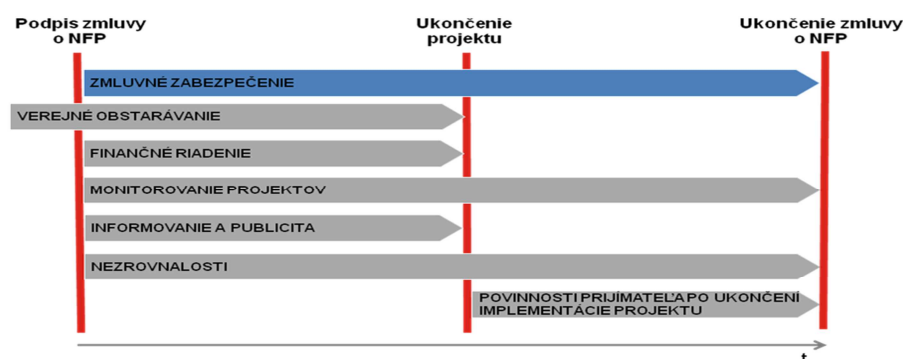 Podpis zmluvy
o NFP
Ukončenie
projektu
Ukončenie zmluvy
o NFP
ZMLUVNÉ ZABEZPEČENIE
VEREJNÉ OBSTARÁVANIE
FINANČNÉ RIADENIE
MONITOROVANIE PROJEKTOV
INFORMOVANIE A PUBLICITA
NEZROVNALOSTI
POVINNOSTI PRIJÍMATEĽA PO UKONČENÍ
IMPLEMENTÁCIE PROJEKTU
t